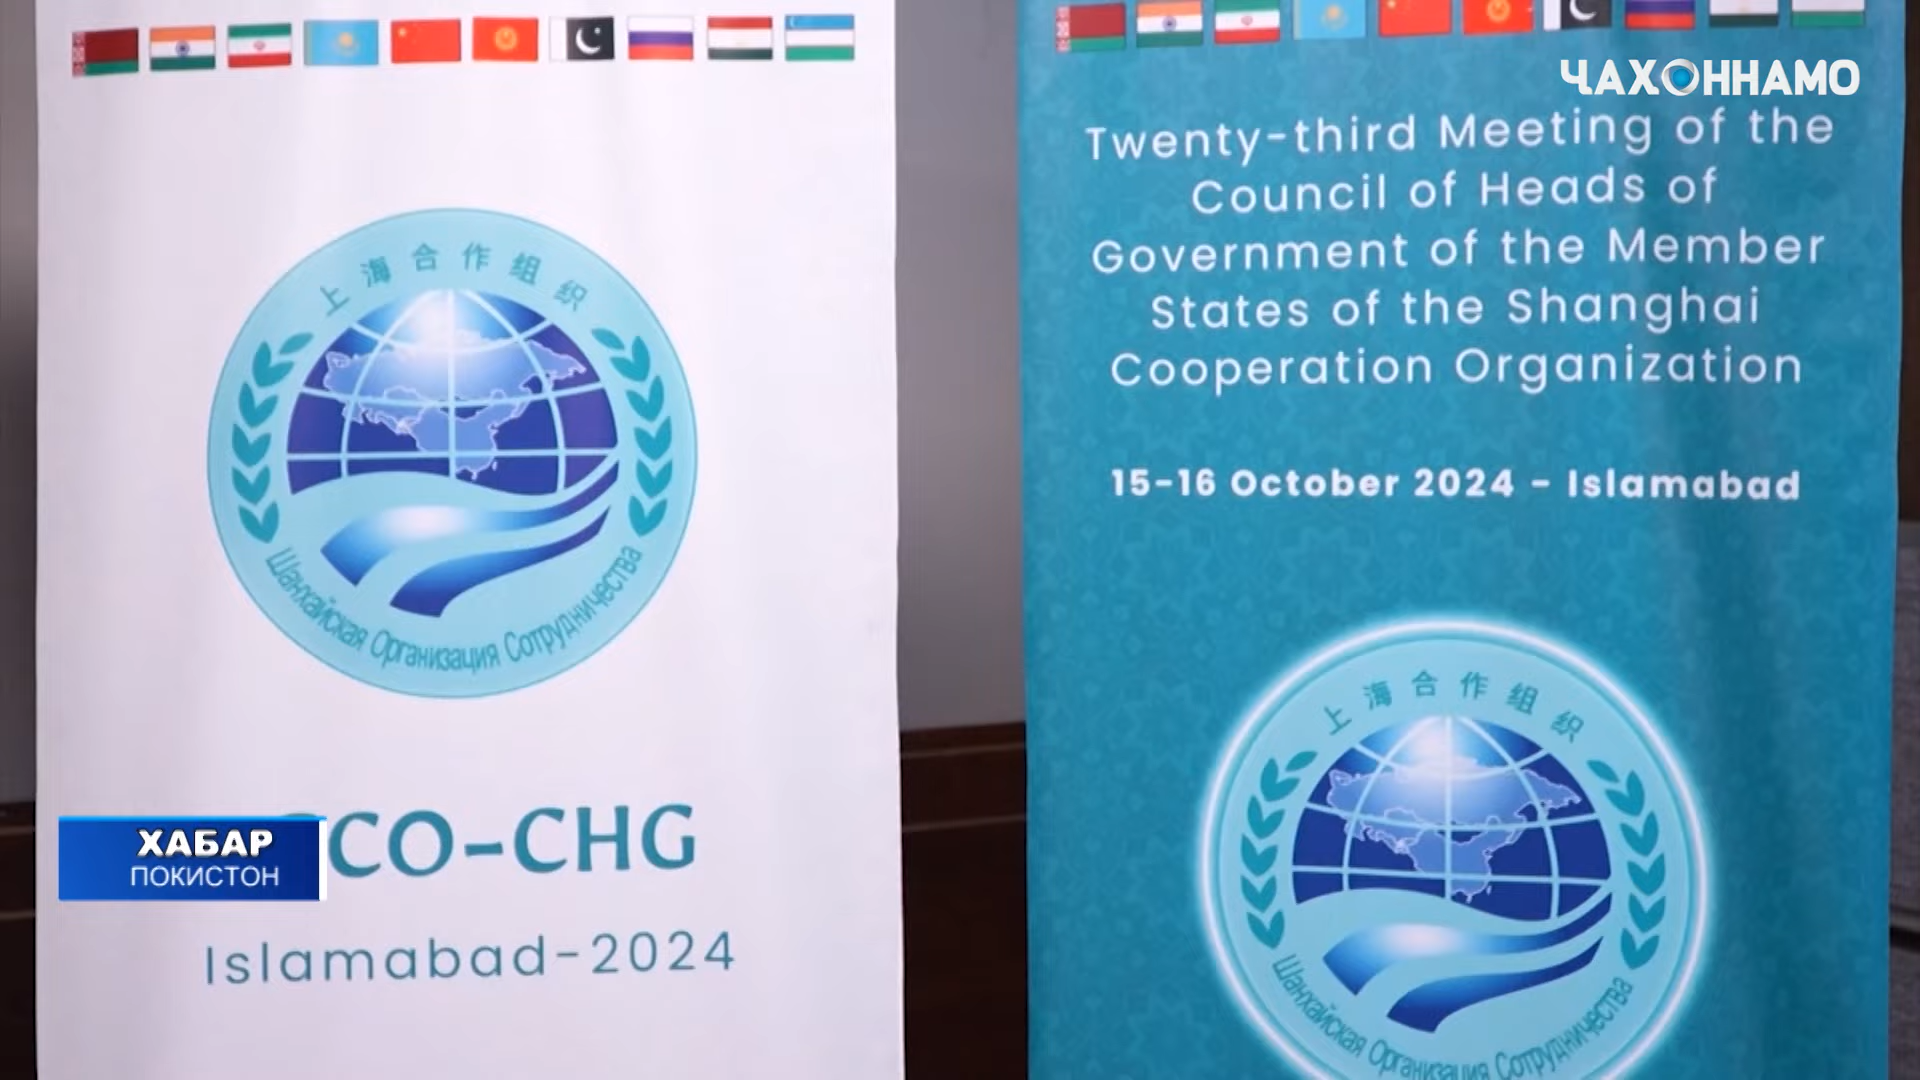 上海合作组织
Шанхайская Организация Сотрудничества
CO-CHG
Islamabad-2024
ХАБАР
ПОКИСТОН
ҶАХОННАМО
Twenty-third Meeting of the
Council of Heads of
Government of the Member
States of the Shanghai
Cooperation Organization
15-16 October 2024 - Islamabad
上海合作组织
Шанхайская Организация Сотрудничества